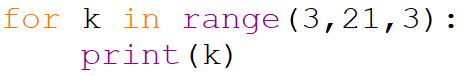 for k in range(3,21,3):
    print(k)